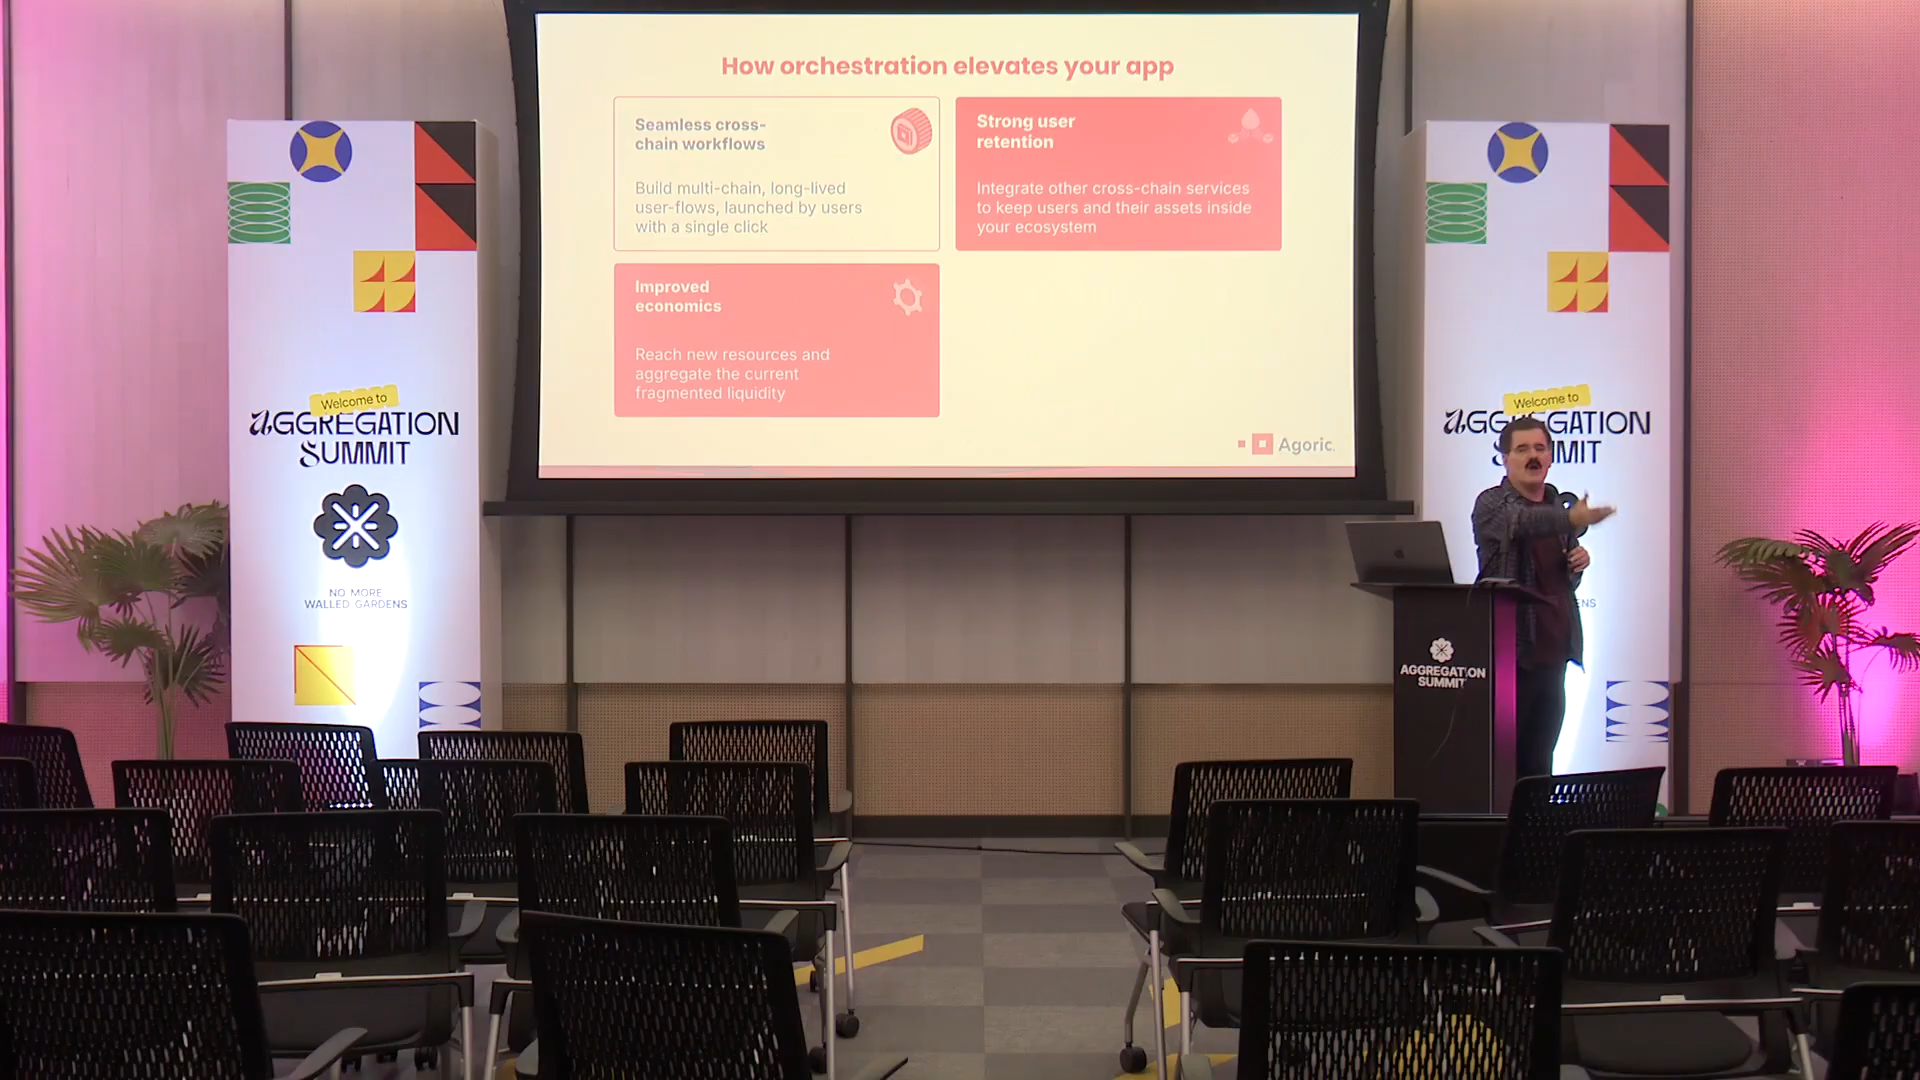 How orchestration elevates your app
Seamless cross-
chain workflows
Build multi-chain, long-lived
user-flows, launched by users
with a single click
Strong user
retention
Integrate other cross-chain services
to keep users and their assets inside
your ecosystem
Improved
economics
Reach new resources and
aggregate the current
fragmented liquidity
Agoric.
Welcome to
AGGREGATION
SUMMIT
NO MORE
WALLED GARDENS
Welcome to
AGGREGATION
SUMMIT
AGGREGATION
SUMMIT